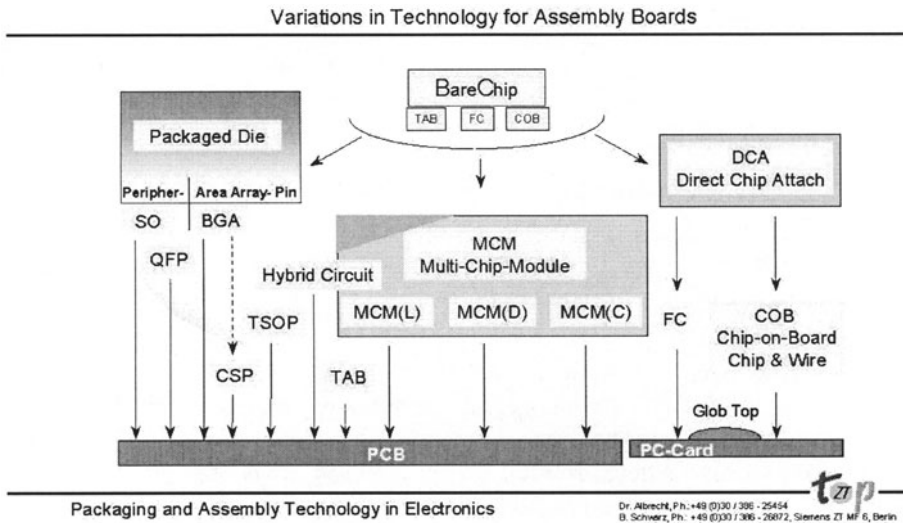 Variations in Technology for Assembly Boards
BareChip
TAB
FC
COB
Packaged Die
Peripher-
Area Array- Pin
DCA
Direct Chip Attach
SO
BGA
QFP
MCM
Multi-Chip-Module
Hybrid Circuit
MCM(L)
MCM(D)
MCM(C)
TSOP
FC
COB
Chip-on-Board
Chip & Wire
CSP
TAB
Glob Top
PCB
PC-Card
top
ZT
Packaging and Assembly Technology in Electronics
Dr. Albrecht, Ph.: +49 (0)30 / 386 - 25454
B. Schwerz, Ph.: +49 (0)30 / 386 - 26872, Siemens ZT MF 6, Berlin